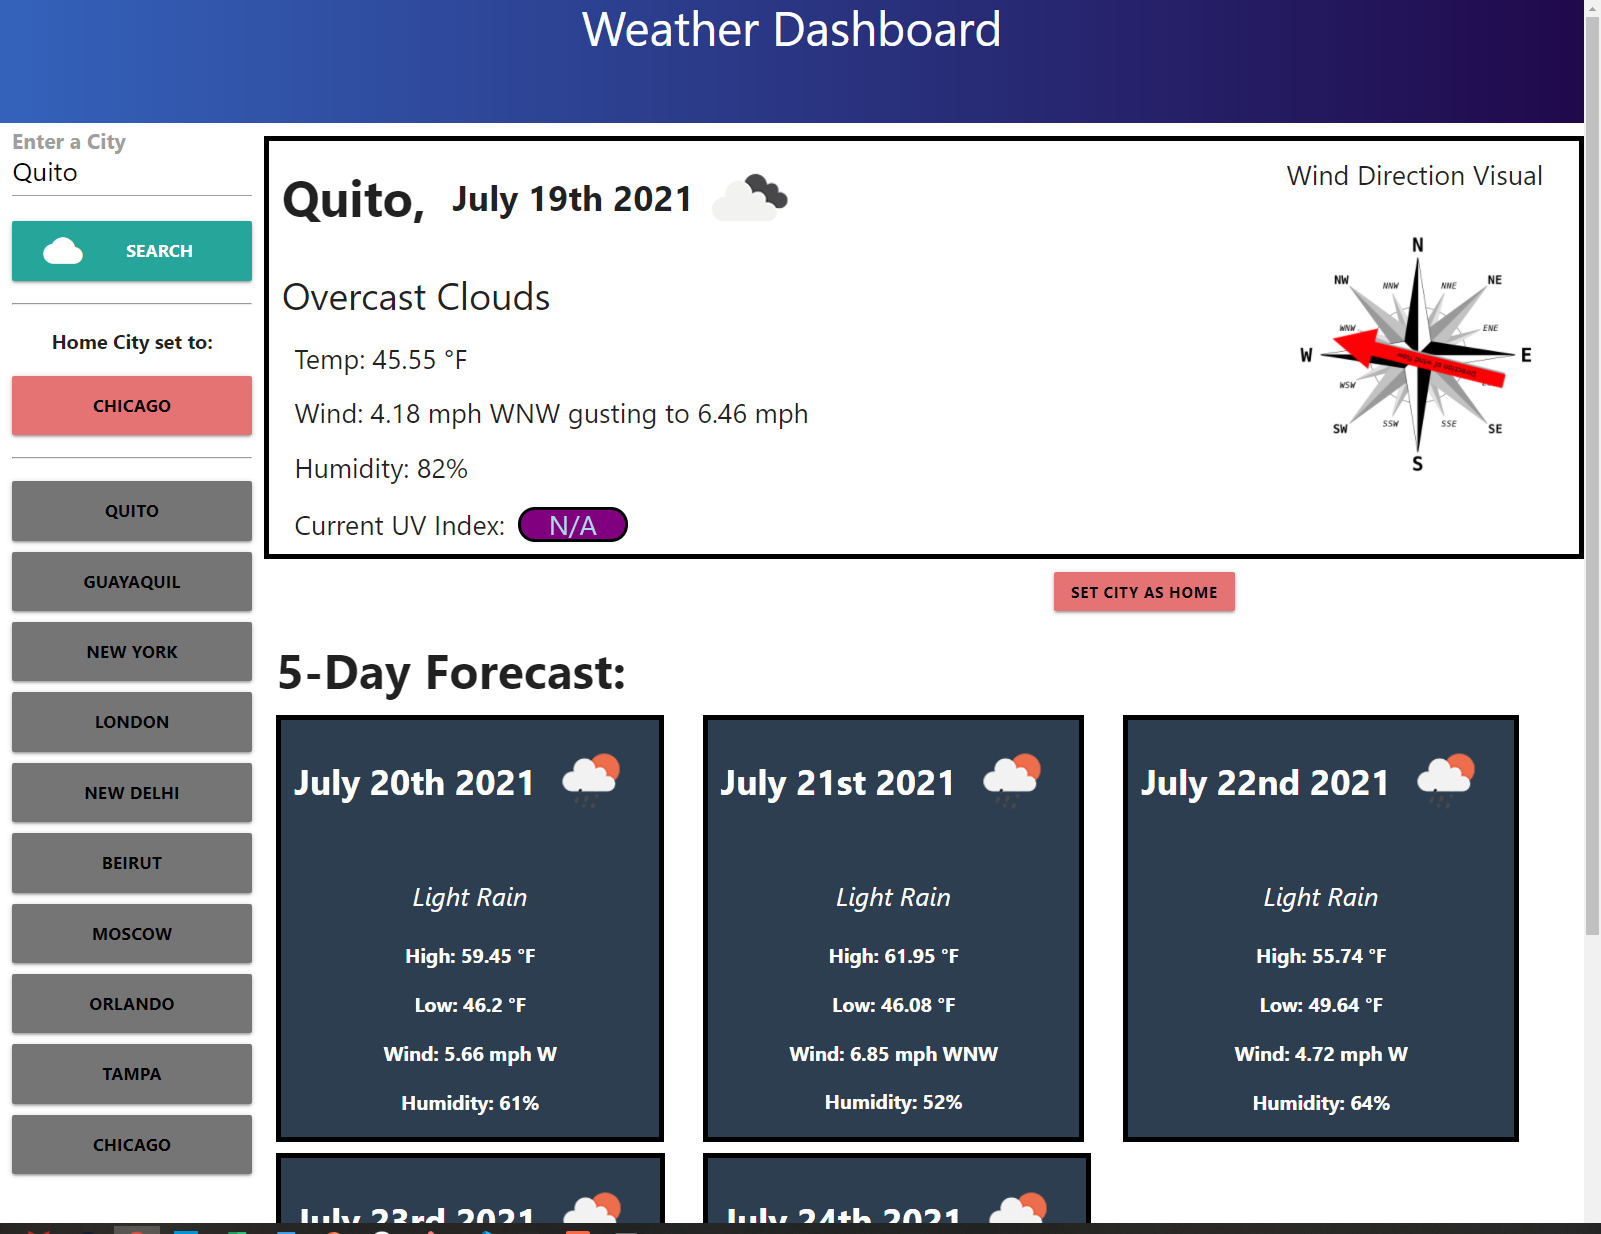 Weather Dashboard
Enter a City
Quito
SEARCH
Home City set to:
CHICAGO
QUITO
GUAYAQUIL
NEW YORK
LONDON
NEW DELHI
BEIRUT
MOSCOW
ORLANDO
TAMPA
CHICAGO
Quito, July 19th 2021
Overcast Clouds
Temp: 45.55 °F
Wind: 4.18 mph WNW gusting to 6.46 mph
Humidity: 82%
Current UV Index: N/A
Wind Direction Visual
N
NW NNW NNE NE
WNW ENE
W E
Direction of wind flow
WSW
SW SSW SSE SE
S
SET CITY AS HOME
5-Day Forecast:
July 20th 2021
Light Rain
High: 59.45 °F
Low: 46.2 °F
Wind: 5.66 mph W
Humidity: 61%
July 21st 2021
Light Rain
High: 61.95 °F
Low: 46.08 °F
Wind: 6.85 mph WNW
Humidity: 52%
July 22nd 2021
Light Rain
High: 55.74 °F
Low: 49.64 °F
Wind: 4.72 mph W
Humidity: 64%
July 23rd 2021
July 24th 2021